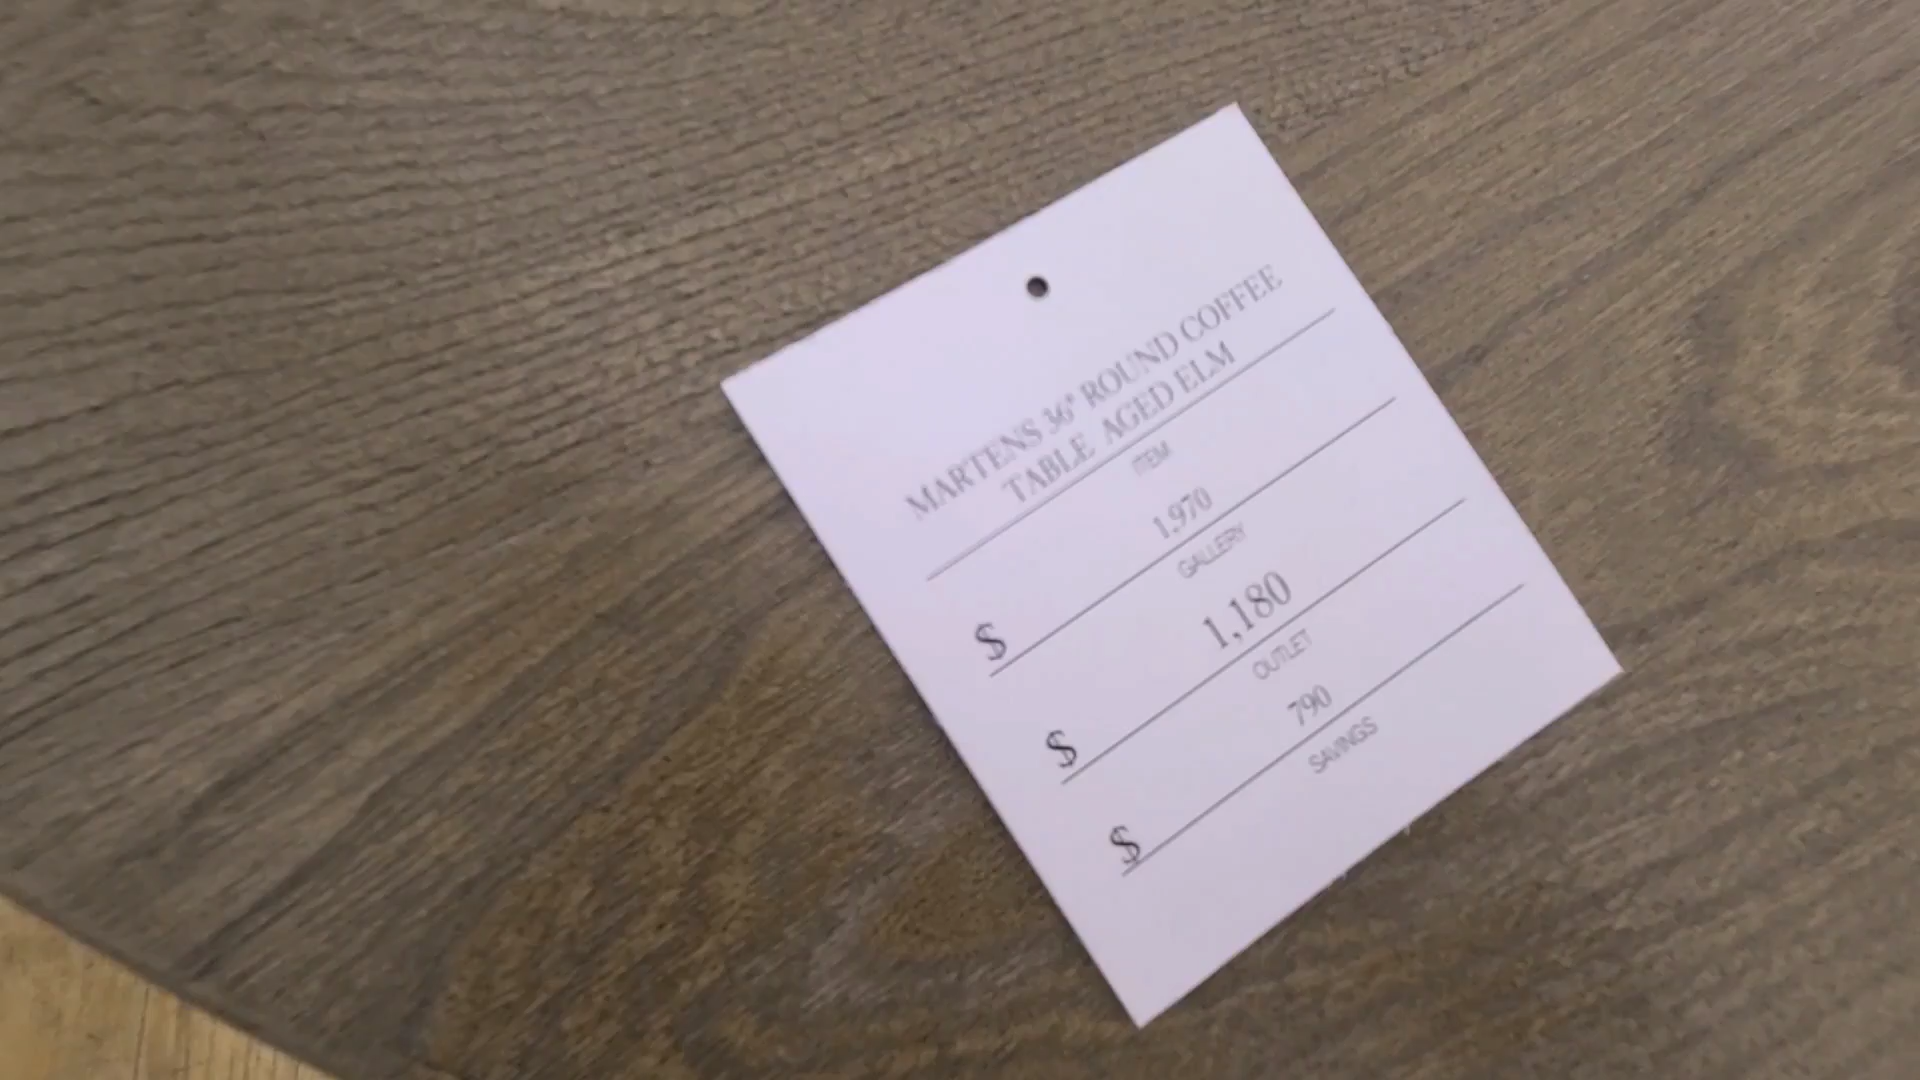 MARTENS 36" ROUND COFFEE
TABLE AGED ELM
ITEM
$ 1,970
GALLERY
$ 1,180
OUTLET
$ 790
SAVINGS